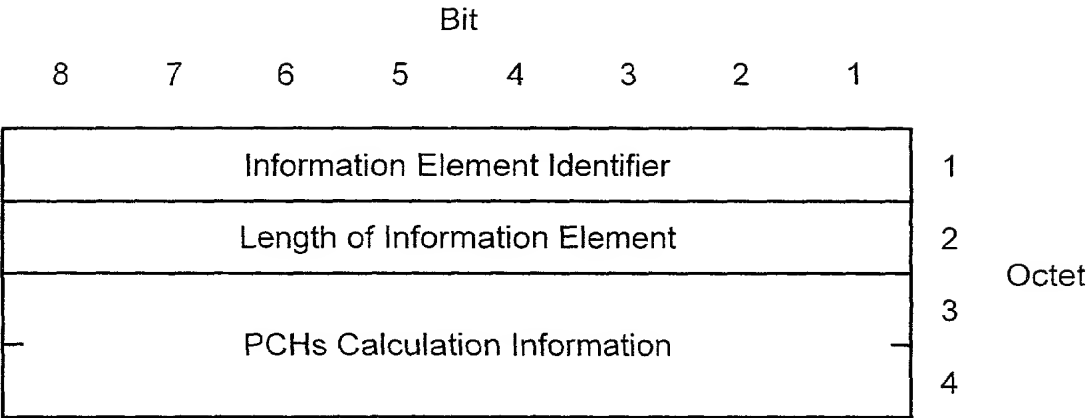 Bit
8 7 6 5 4 3 2 1
Information Element Identifier 1
Length of Information Element 2
Octet
3
PCHs Calculation Information
4